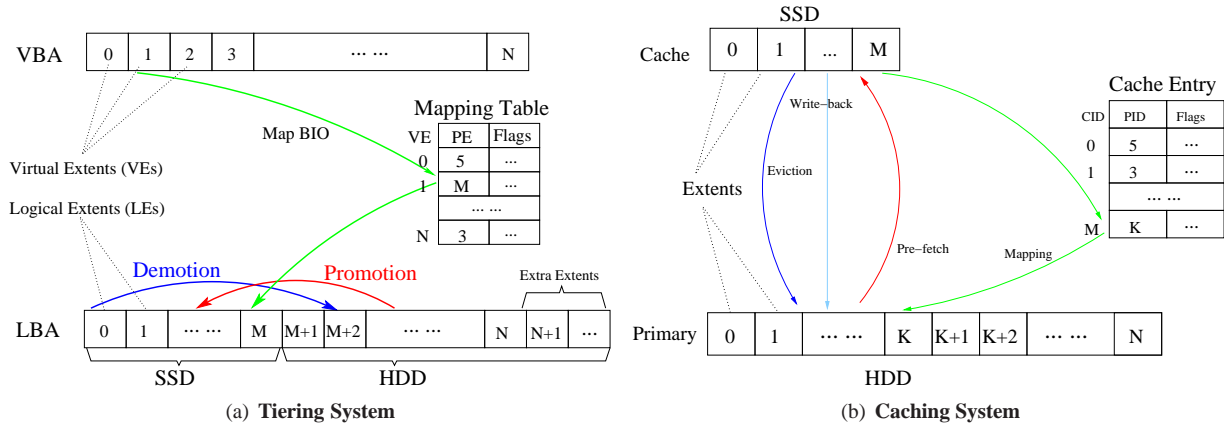 VBA 0 1 2 3 ... ... N
Map BIO
Mapping Table
VE PE Flags
0 5 ...
1 M ...
... ...
N 3 ...
Virtual Extents (VEs)
Logical Extents (LEs)
Demotion
Promotion
Extra Extents
LBA 0 1 ... ... M M+1 M+2 ... ... N N+1 ...
SSD
HDD
(a) Tiering System
SSD
Cache 0 1 ... M
Write−back
Eviction
Pre−fetch
Mapping
Extents
Cache Entry
CID PID Flags
0 5 ...
1 3 ...
... ...
M K ...
Primary 0 1 ... ... K K+1 K+2 ... ... N
HDD
(b) Caching System